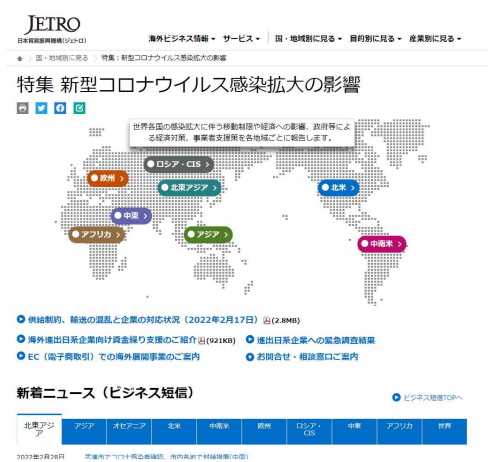 JETRO
日本貿易振興機構(ジェトロ)
海外ビジネス情報 サービス 国・地域別に見る 目的別に見る 産業別に見る
国・地域別に見る 特集：新型コロナウイルス感染拡大の影響
特集 新型コロナウイルス感染拡大の影響
世界各国の感染拡大に伴う移動制限や経済への影響、政府等によ
る経済対策、事業者支援策を各地域ごとに報告します。
ロシア・CIS
欧州
北東アジア
北米
中東
アフリカ
アジア
中南米
供給制約、輸送の混乱と企業の対応状況（2022年2月17日）(2.8MB)
海外進出日系企業向け資金繰り支援のご紹介(921KB) 進出日系企業への緊急調査結果
EC（電子商取引）での海外展開事業のご案内 お問合せ・相談窓口ご案内
新着ニュース（ビジネス短信）
ビジネス短信TOPへ
北東アジア アジア オセアニア 北米 中南米 欧州 ロシア・CIS 中東 アフリカ 世界
2022年2月28日